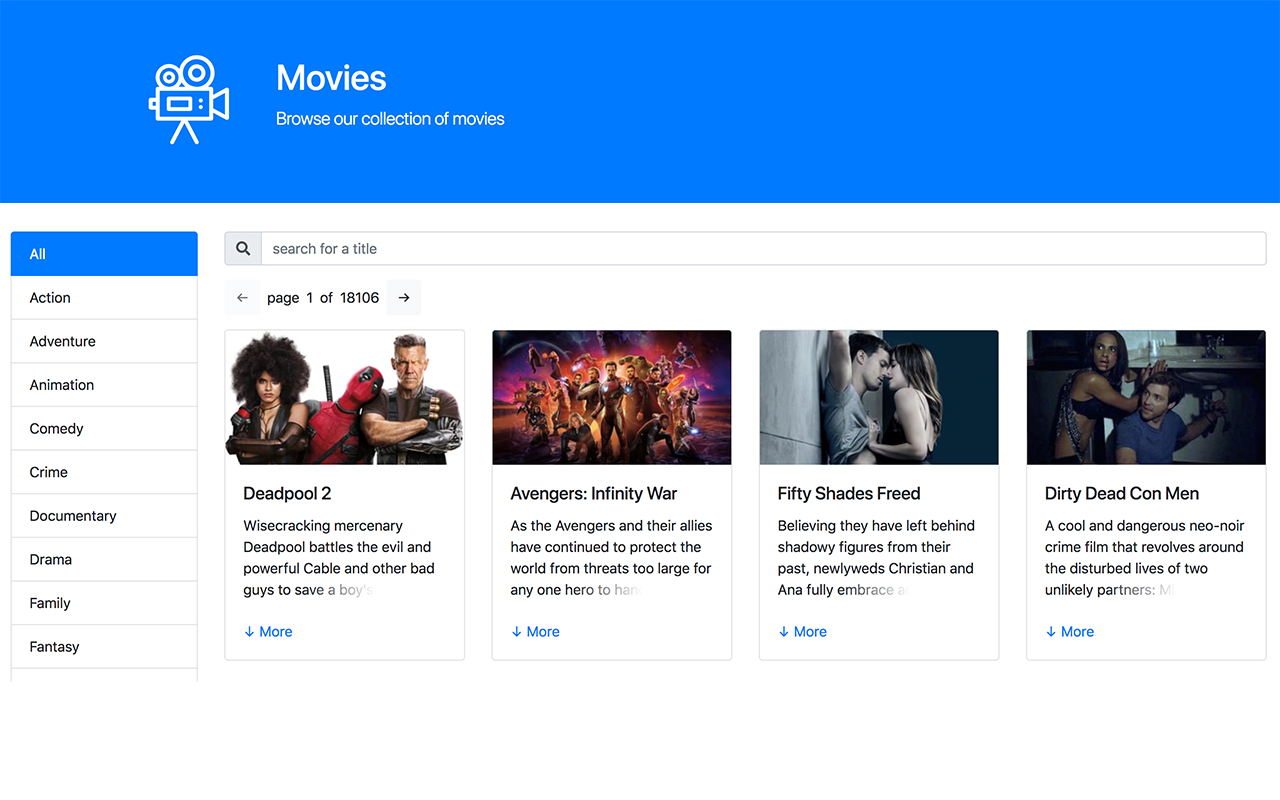 Movies
Browse our collection of movies
All
Action
Adventure
Animation
Comedy
Crime
Documentary
Drama
Family
Fantasy
search for a title
page 1 of 18106
Deadpool 2
Wisecracking mercenary
Deadpool battles the evil and
powerful Cable and other bad
guys to save a boy's
↓ More
Avengers: Infinity War
As the Avengers and their allies
have continued to protect the
world from threats too large for
any one hero to han
↓ More
Fifty Shades Freed
Believing they have left behind
shadowy figures from their
past, newlyweds Christian and
Ana fully embrace a
↓ More
Dirty Dead Con Men
A cool and dangerous neo-noir
crime film that revolves around
the disturbed lives of two
unlikely partners:
↓ More